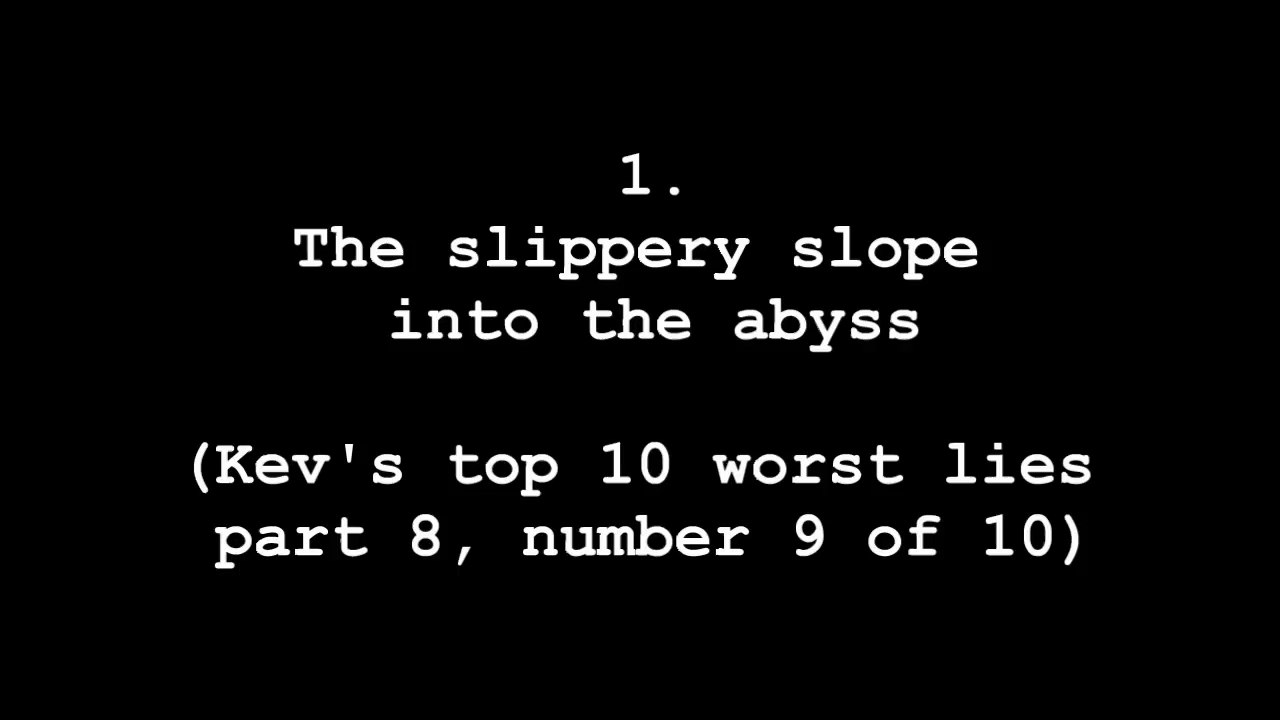 1.
The slippery slope
into the abyss
(Kev's top 10 worst lies
part 8, number 9 of 10)